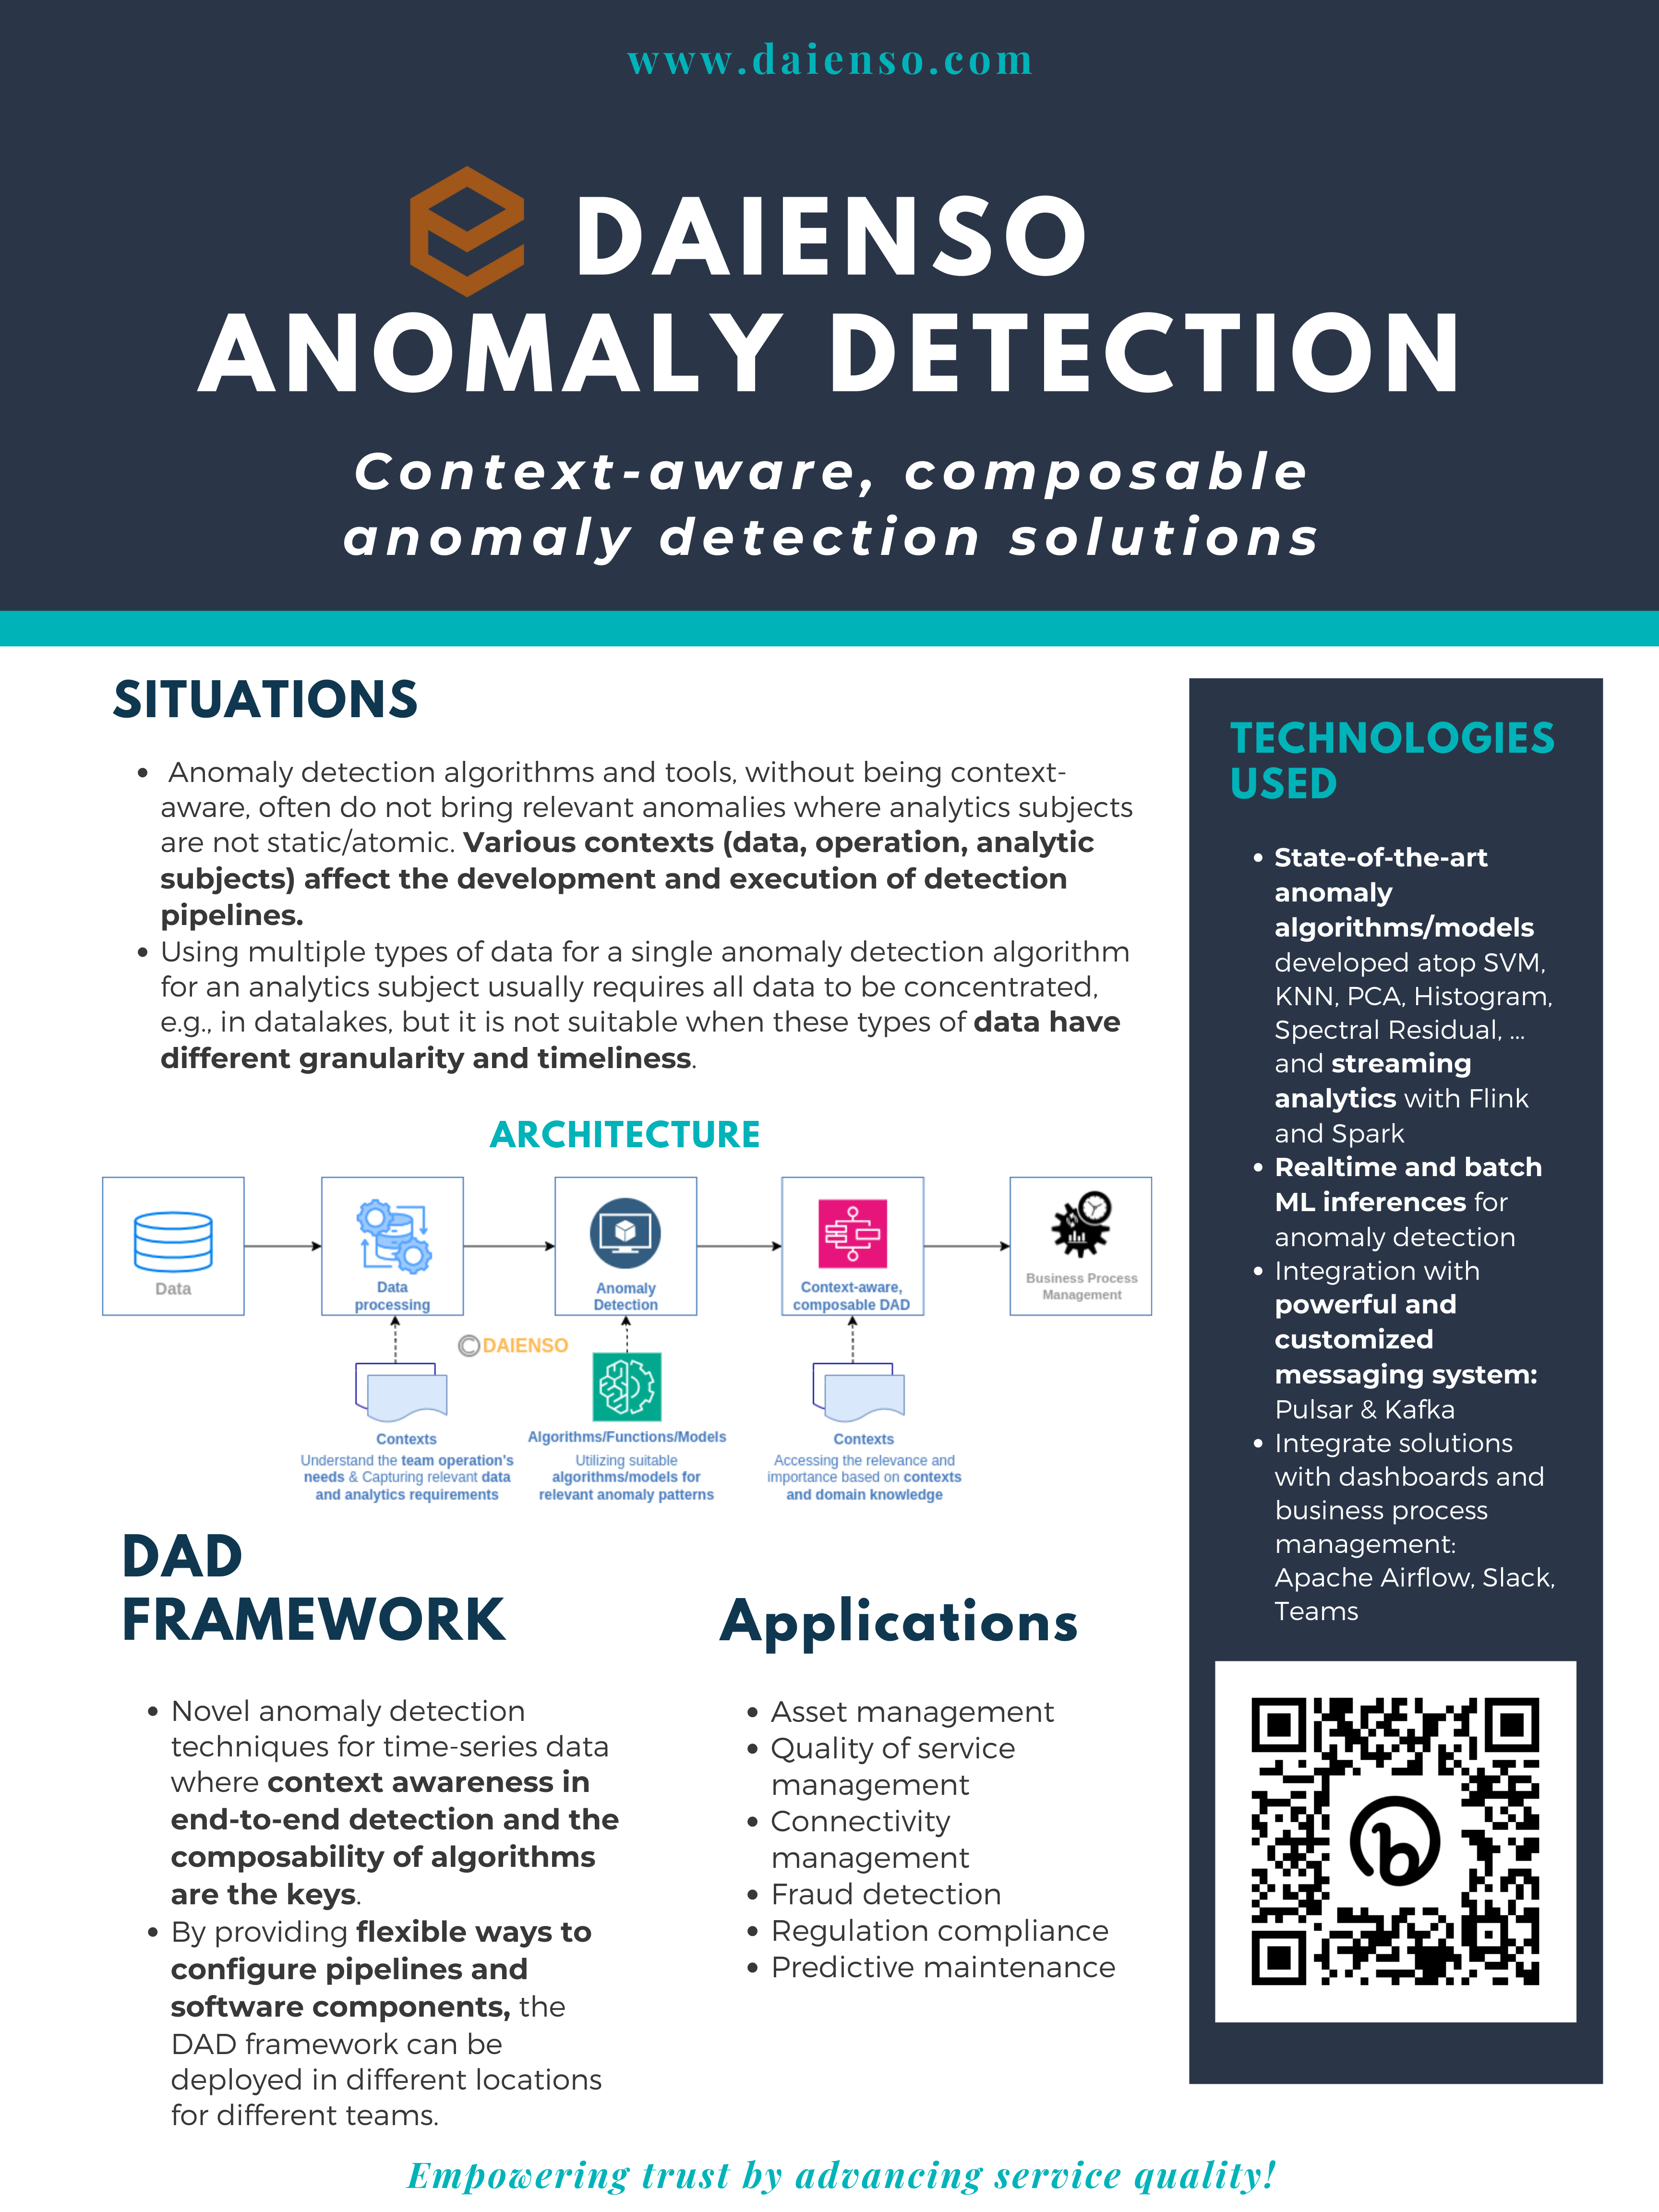 www.daienso.com
DAIENSO
ANOMALY DETECTION
Context-aware, composable
anomaly detection solutions
SITUATIONS
• Anomaly detection algorithms and tools, without being context-
aware, often do not bring relevant anomalies where analytics subjects
are not static/atomic. Various contexts (data, operation, analytic
subjects) affect the development and execution of detection
pipelines.
• Using multiple types of data for a single anomaly detection algorithm
for an analytics subject usually requires all data to be concentrated,
e.g., in datalakes, but it is not suitable when these types of data have
different granularity and timeliness.
ARCHITECTURE
Data
Data
processing
Anomaly
Detection
Context-aware,
composable DAD
Business Process
Management
© DAIENSO
Contexts
Understand the team operation's
needs & Capturing relevant data
and analytics requirements
Algorithms/Functions/Models
Utilizing suitable
algorithms/models for
relevant anomaly patterns
Contexts
Accessing the relevance and
importance based on contexts
and domain knowledge
DAD
FRAMEWORK
• Novel anomaly detection
techniques for time-series data
where context awareness in
end-to-end detection and the
composability of algorithms
are the keys.
• By providing flexible ways to
configure pipelines and
software components, the
DAD framework can be
deployed in different locations
for different teams.
Applications
• Asset management
• Quality of service
management
• Connectivity
management
• Fraud detection
• Regulation compliance
• Predictive maintenance
TECHNOLOGIES
USED
• State-of-the-art
anomaly
algorithms/models
developed atop SVM,
KNN, PCA, Histogram,
Spectral Residual, ...
and streaming
analytics with Flink
and Spark
• Realtime and batch
ML inferences for
anomaly detection
• Integration with
powerful and
customized
messaging system:
Pulsar & Kafka
• Integrate solutions
with dashboards and
business process
management:
Apache Airflow, Slack,
Teams
b
Empowering trust by advancing service quality!